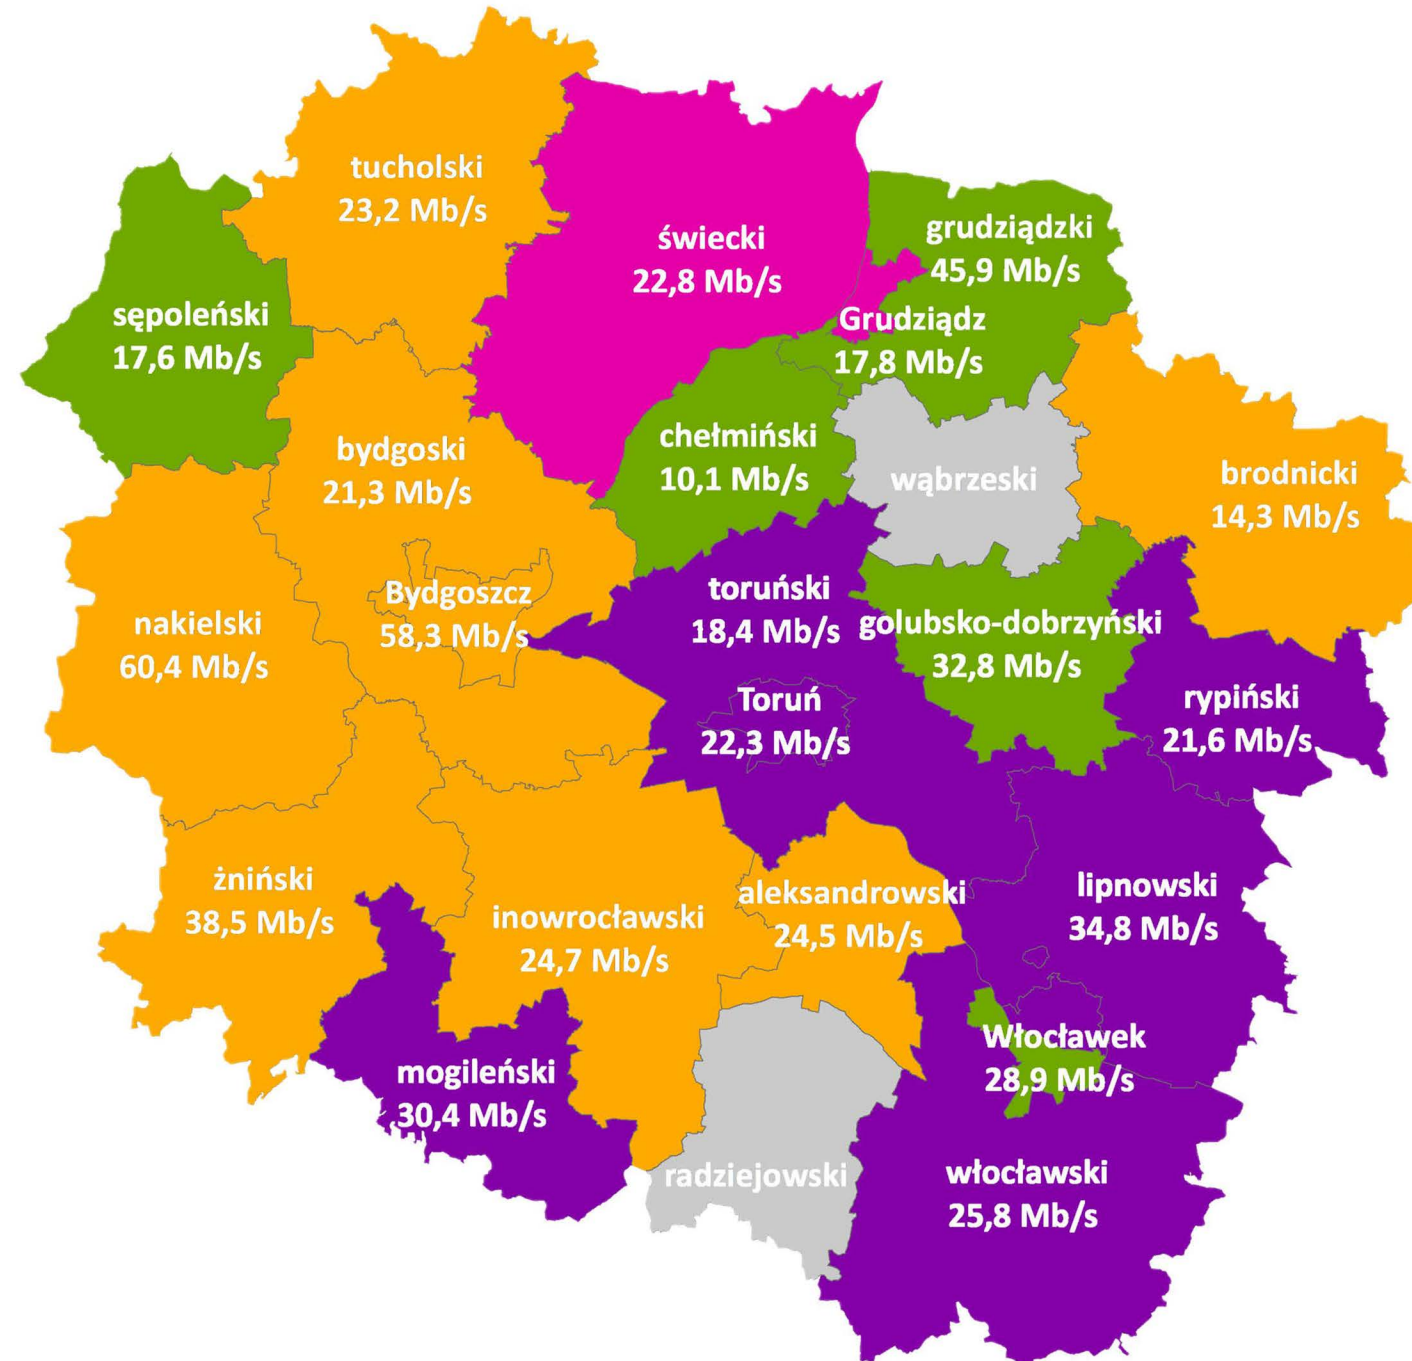 tucholski
23,2 Mb/s
świecki
22,8 Mb/s
grudziądzki
45,9 Mb/s
sępoleński
17,6 Mb/s
Grudziądz
17,8 Mb/s
bydgoski
21,3 Mb/s
chełmiński
10,1 Mb/s
wąbrzeski
brodnicki
14,3 Mb/s
Bydgoszcz
58,3 Mb/s
nakielski
60,4 Mb/s
toruński
18,4 Mb/s
golubsko-dobrzyński
32,8 Mb/s
Toruń
22,3 Mb/s
rypiński
21,6 Mb/s
żniński
38,5 Mb/s
inowrocławski
24,7 Mb/s
aleksandrowski
24,5 Mb/s
lipnowski
34,8 Mb/s
mogileński
30,4 Mb/s
Włocławek
28,9 Mb/s
radziejowski
włocławski
25,8 Mb/s